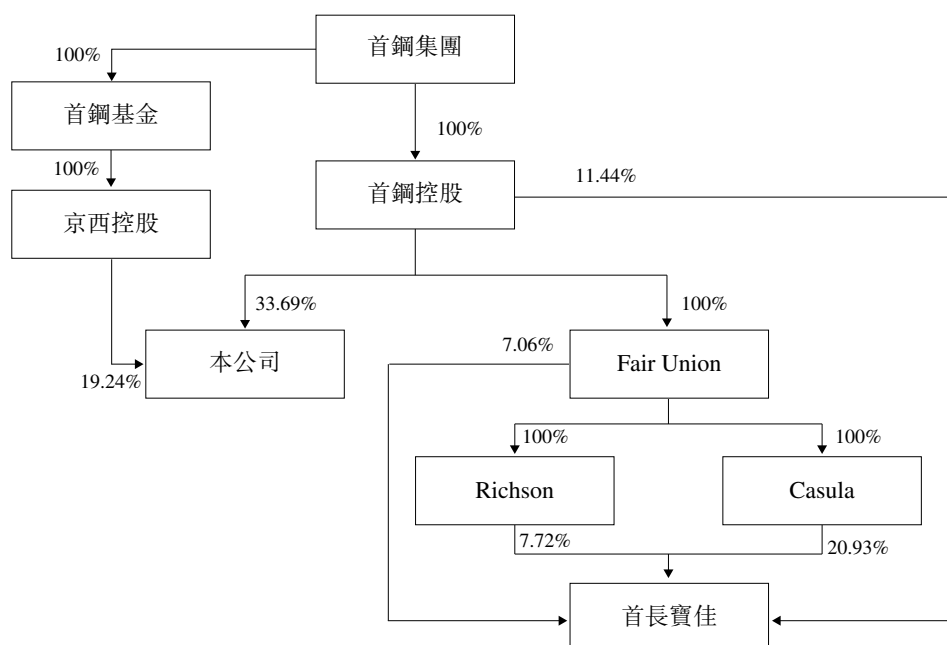 首鋼集團
100%
首鋼基金
100%
100%
首鋼控股
11.44%
京西控股
33.69%
100%
本公司
7.06%
Fair Union
19.24%
100%
100%
Richson
Casula
7.72%
20.93%
首長寶佳